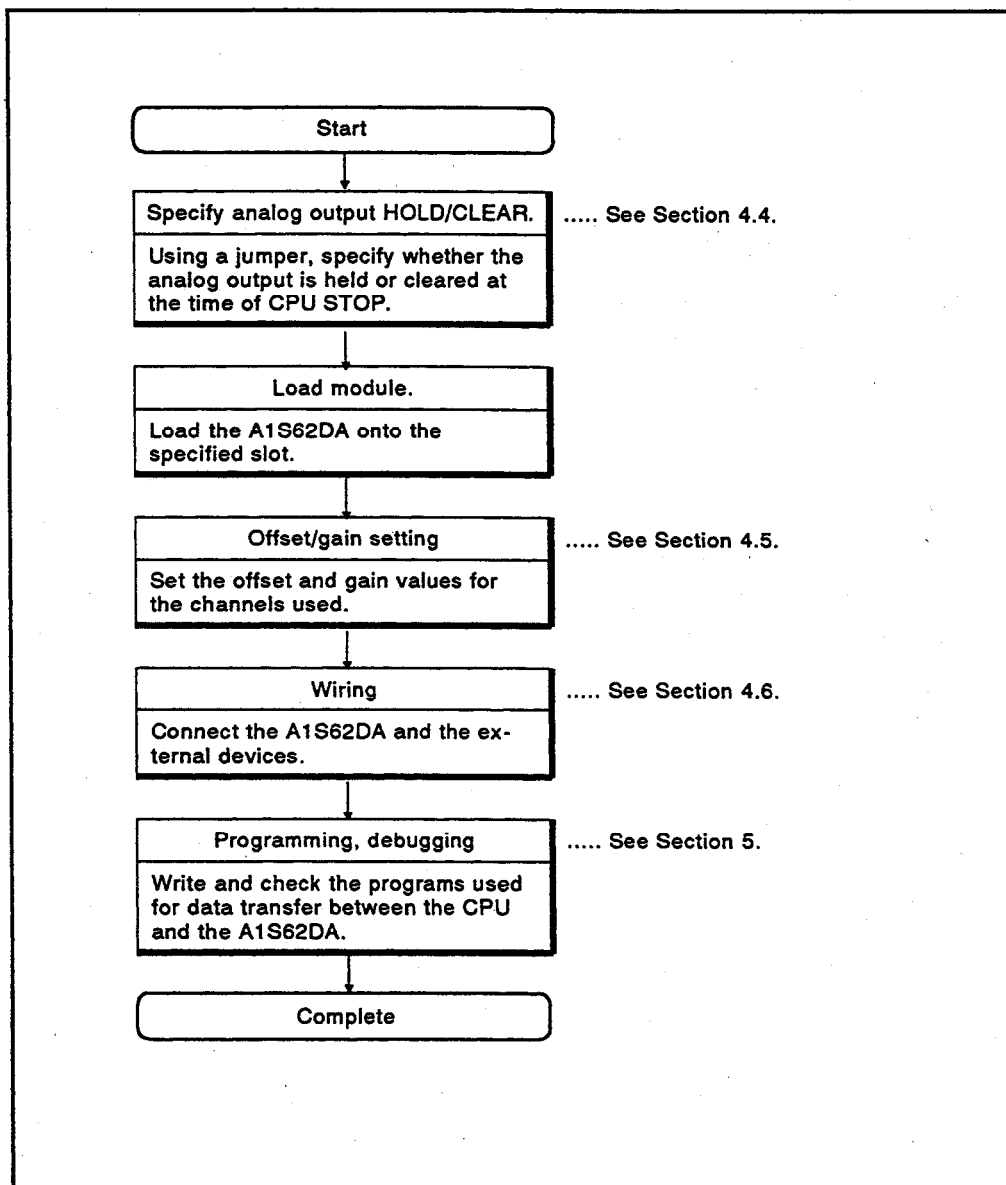 Start
Specify analog output HOLD/CLEAR.
..... See Section 4.4.
Using a jumper, specify whether the
analog output is held or cleared at
the time of CPU STOP.
Load module.
Load the A1S62DA onto the
specified slot.
Offset/gain setting
..... See Section 4.5.
Set the offset and gain values for
the channels used.
Wiring
..... See Section 4.6.
Connect the A1S62DA and the ex-
ternal devices.
Programming, debugging
..... See Section 5.
Write and check the programs used
for data transfer between the CPU
and the A1S62DA.
Complete